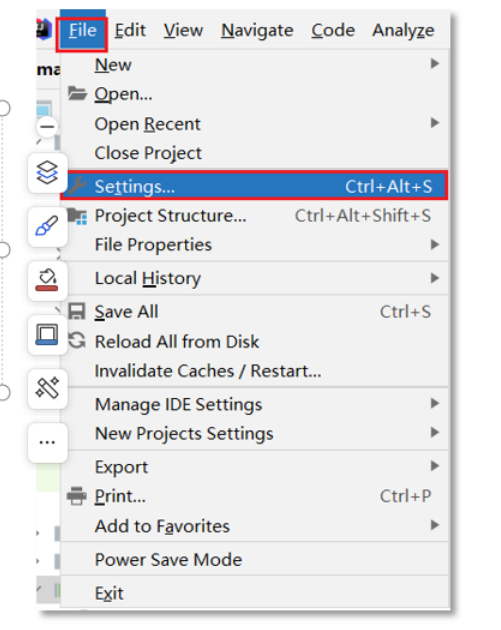 File Edit View Navigate Code Analyze
ma
New
Open...
Open Recent
Close Project
Settings... Ctrl+Alt+S
Project Structure... Ctrl+Alt+Shift+S
File Properties
Local History
Save All Ctrl+S
Reload All from Disk
Invalidate Caches / Restart...
Manage IDE Settings
New Projects Settings
Export
Print... Ctrl+P
Add to Favorites
Power Save Mode
Exit